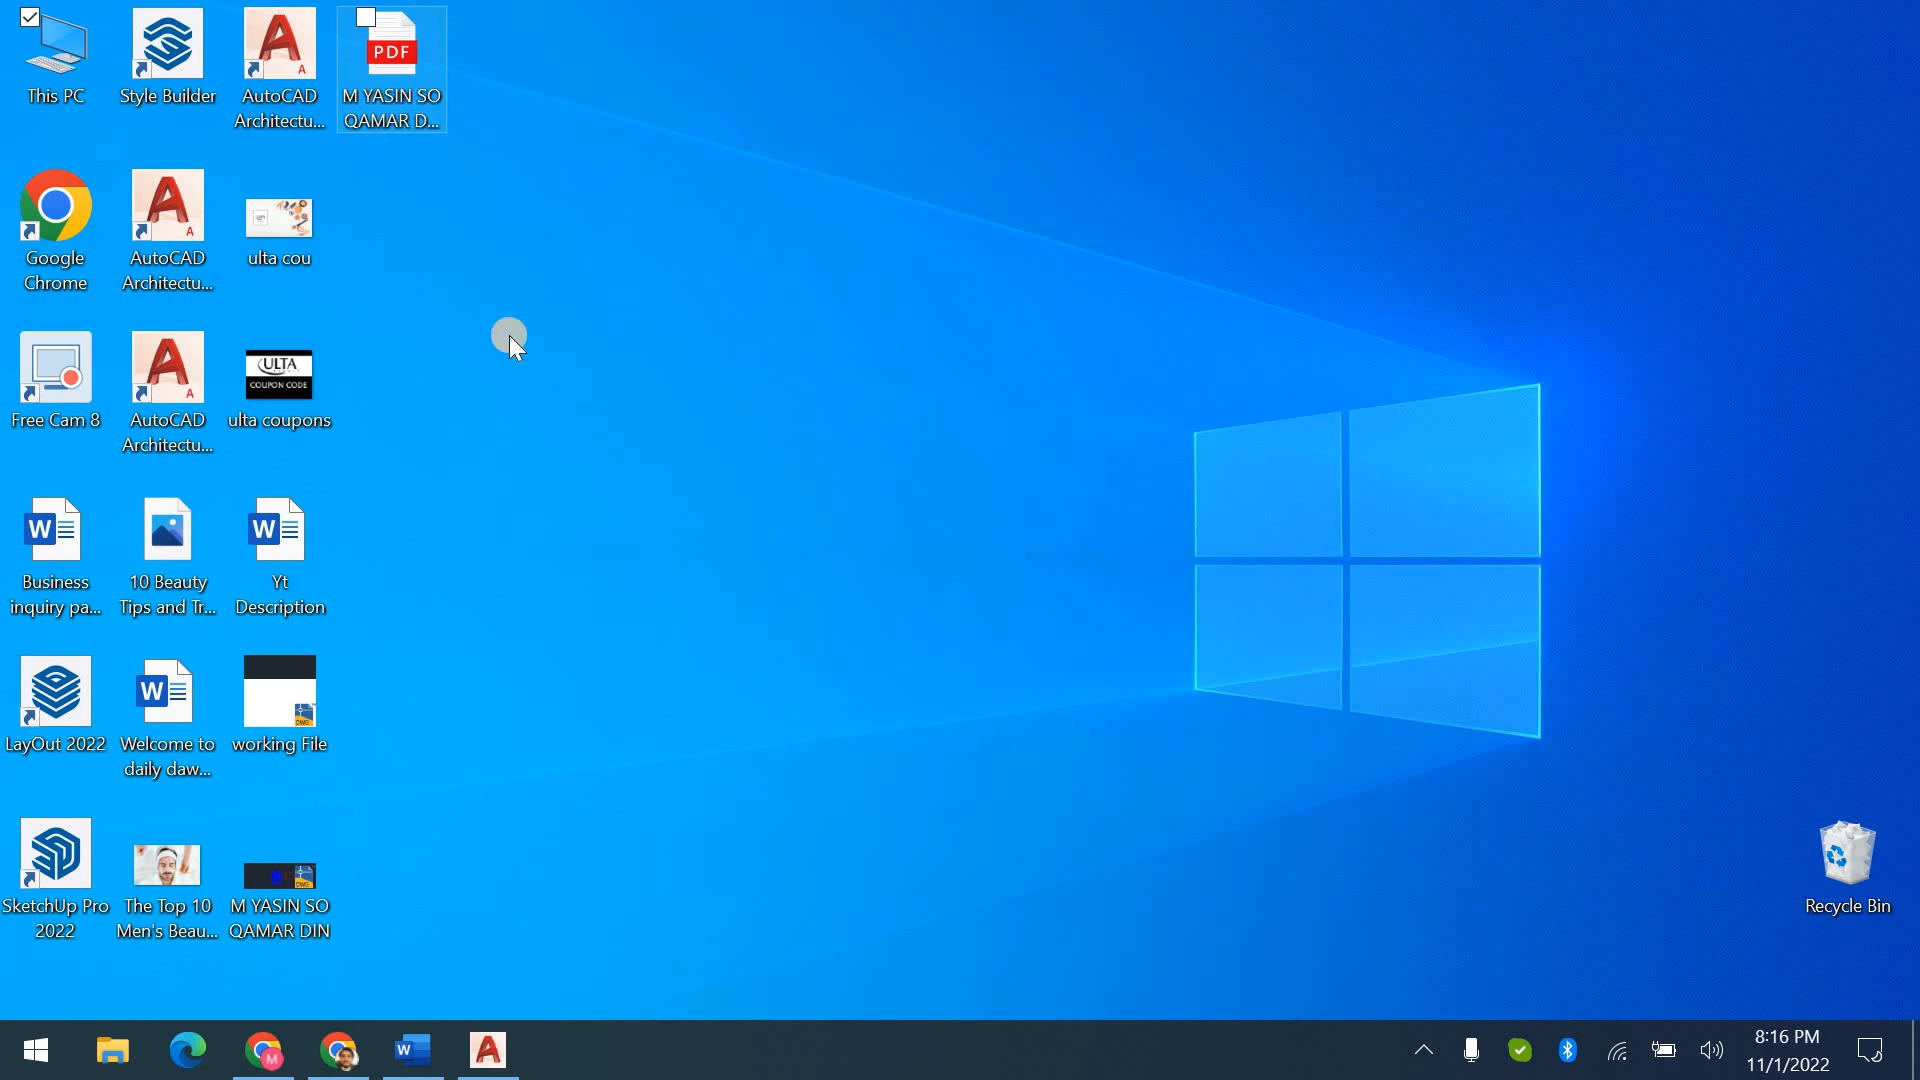 This PC
Style Builder
AutoCAD
Architectu...
PDF
M YASIN SO
QAMAR D...
Google
Chrome
AutoCAD
Architectu...
ulta cou
Free Cam 8
AutoCAD
Architectu...
ULTA
COUPON CODE
ulta coupons
W
Business
inquiry pa...
10 Beauty
Tips and Tr...
W
Yt
Description
LayOut 2022
W
Welcome to
daily daw...
DWG
working File
SketchUp Pro
2022
The Top 10
Men's Beau...
DWG
M YASIN SO
QAMAR DIN
Recycle Bin
M
W
8:16 PM
11/1/2022